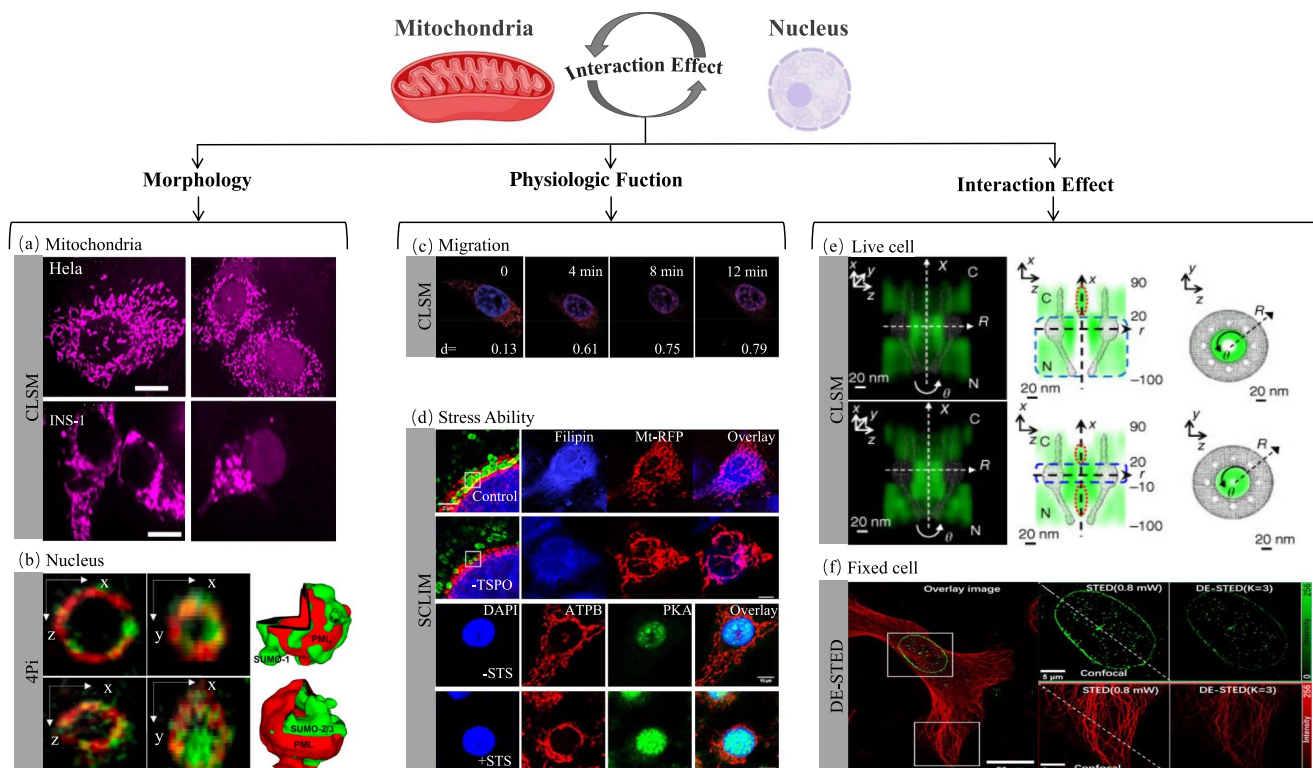 Mitochondria
Interaction Effect
Nucleus
Morphology
Physiologic Fuction
Interaction Effect
(a) Mitochondria
CLSM
Hela
INS-1
(b) Nucleus
4Pi
x
z
x
y
PML
SUMO-1
x
z
x
y
SUMO-2/3
PML
(c) Migration
CLSM
0
4 min
8 min
12 min
d=
0.13
0.61
0.75
0.79
(d) Stress Ability
SCLIM
Filipin
Mt-RFP
Overlay
Control
-TSPO
DAPI
ATPB
PKA
Overlay
-STS
+STS
(e) Live cell
CLSM
x
y
z
X
C
R
N
20 nm
θ
x
z
x
90
C
20
r
N
-100
20 nm
y
z
R
θ
20 nm
x
y
z
X
C
R
N
20 nm
θ
x
z
x
90
C
20
r
-10
N
-100
20 nm
y
z
R
θ
20 nm
(f) Fixed cell
DE-STED
Overlay image
STED(0.8 mW)
DE-STED(K=3)
Confocal
5 μm
256
0
STED(0.8 mW)
DE-STED(K=3)
Confocal
256
Intensity